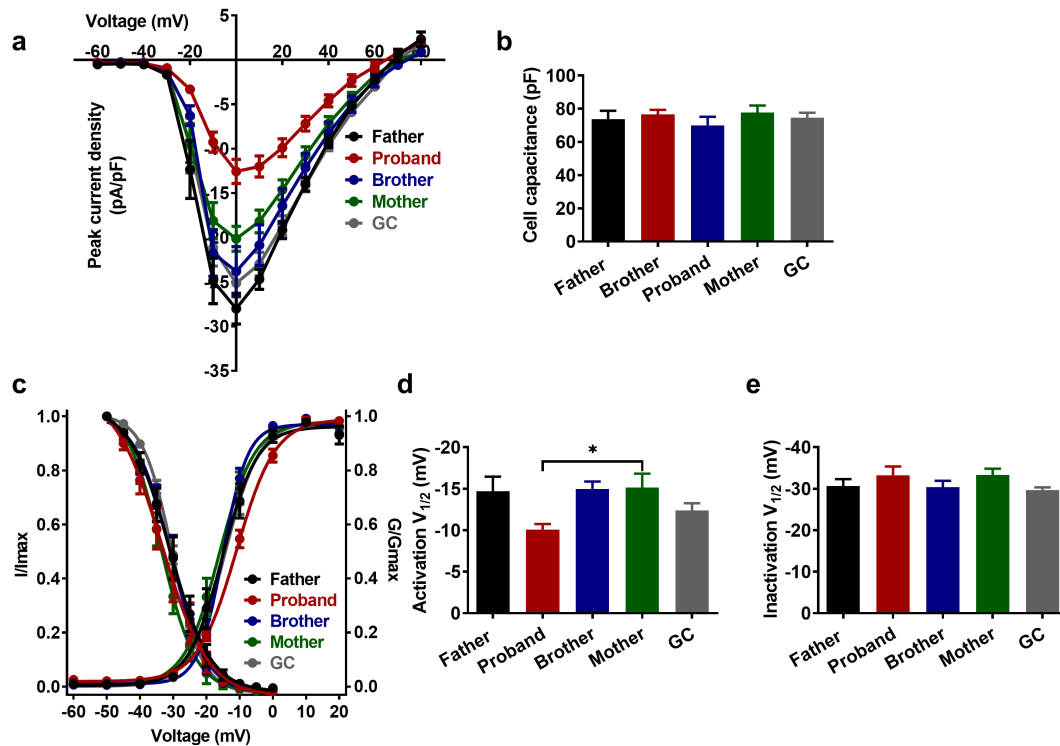 a
Voltage (mV)
-60 -40 -20 20 40 60 80
5
-5
-10
-15
-20
-25
-30
-35
Peak current density
(pA/pF)
Father
Proband
Brother
Mother
GC
b
Cell capacitance (pF)
100
80
60
40
20
0
Father Brother Proband Mother GC
c
I/Imax
1.0
0.8
0.6
0.4
0.2
0.0
1.0
0.8
0.6
0.4
0.2
0.0
G/Gmax
Father
Proband
Brother
Mother
GC
-60 -50 -40 -30 -20 -10 0 10 20
Voltage (mV)
d
Activation V1/2 (mV)
-20
-15
-10
-5
0
*
Father Proband Brother Mother GC
e
Inactivation V1/2 (mV)
-40
-30
-20
-10
0
Father Proband Brother Mother GC